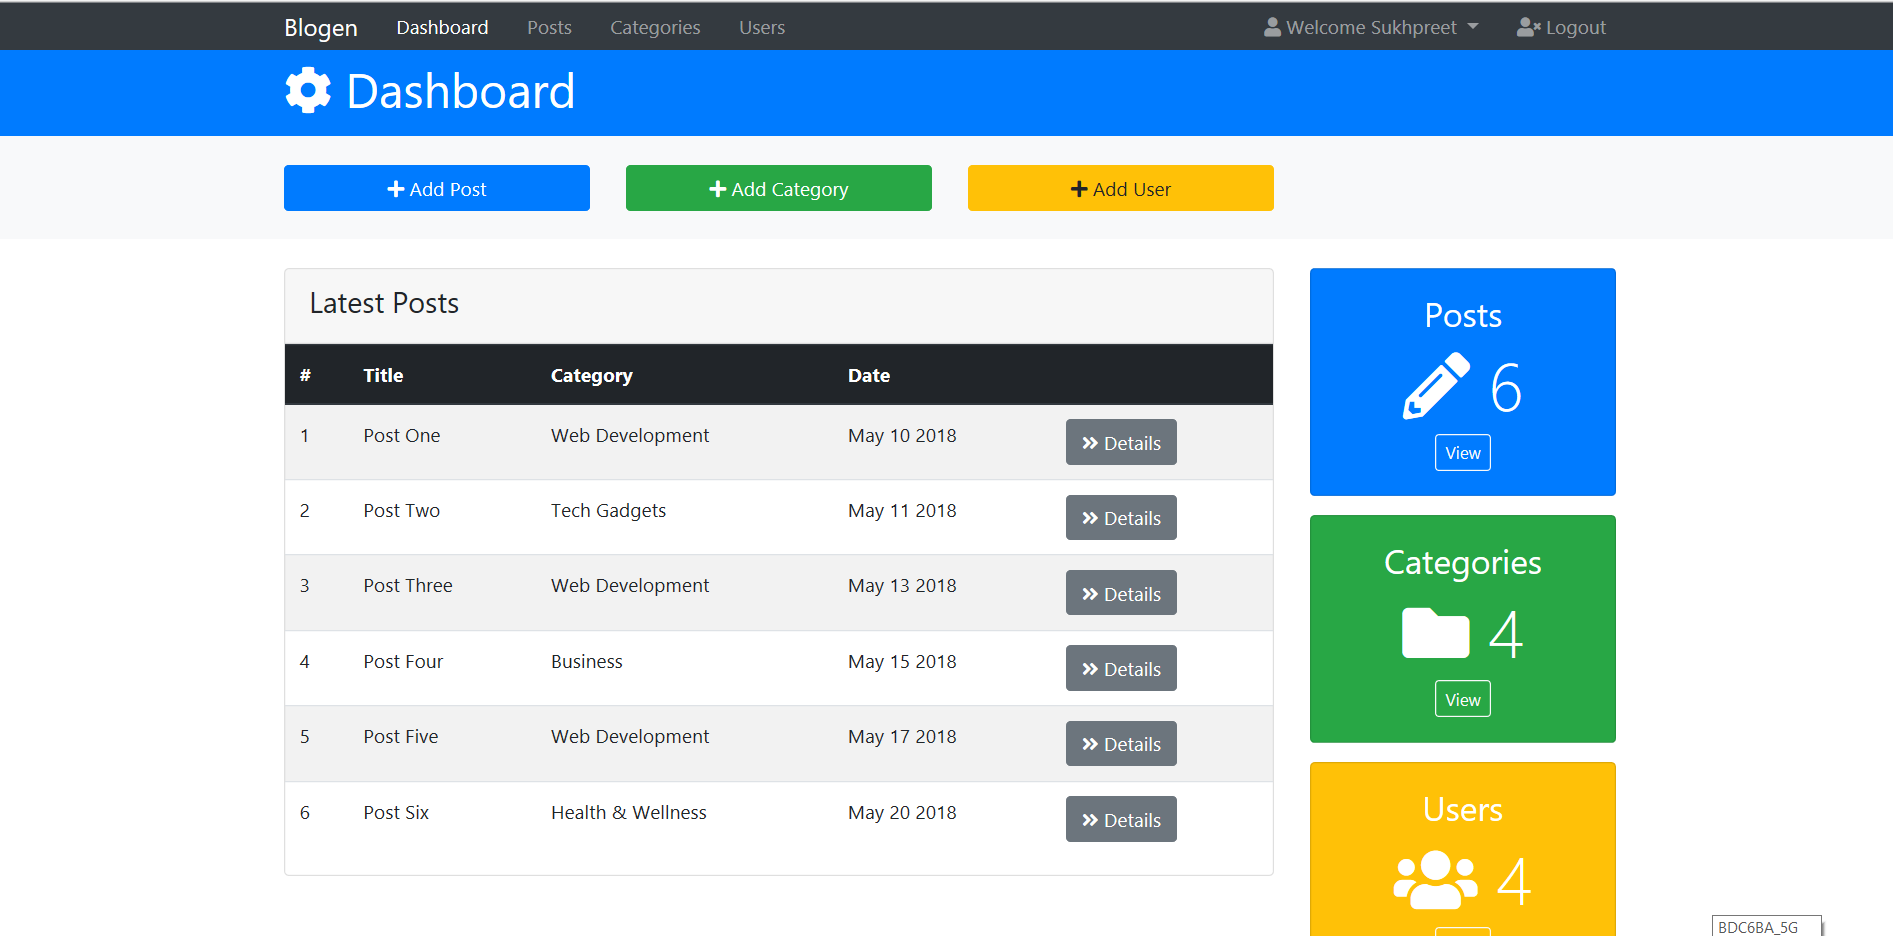 Blogen Dashboard Posts Categories Users Welcome Sukhpreet Logout
Dashboard
Add Post Add Category Add User
Latest Posts
# Title Category Date
1 Post One Web Development May 10 2018 Details
2 Post Two Tech Gadgets May 11 2018 Details
3 Post Three Web Development May 13 2018 Details
4 Post Four Business May 15 2018 Details
5 Post Five Web Development May 17 2018 Details
6 Post Six Health & Wellness May 20 2018 Details
Posts
6
View
Categories
4
View
Users
4
BDC6BA_5G